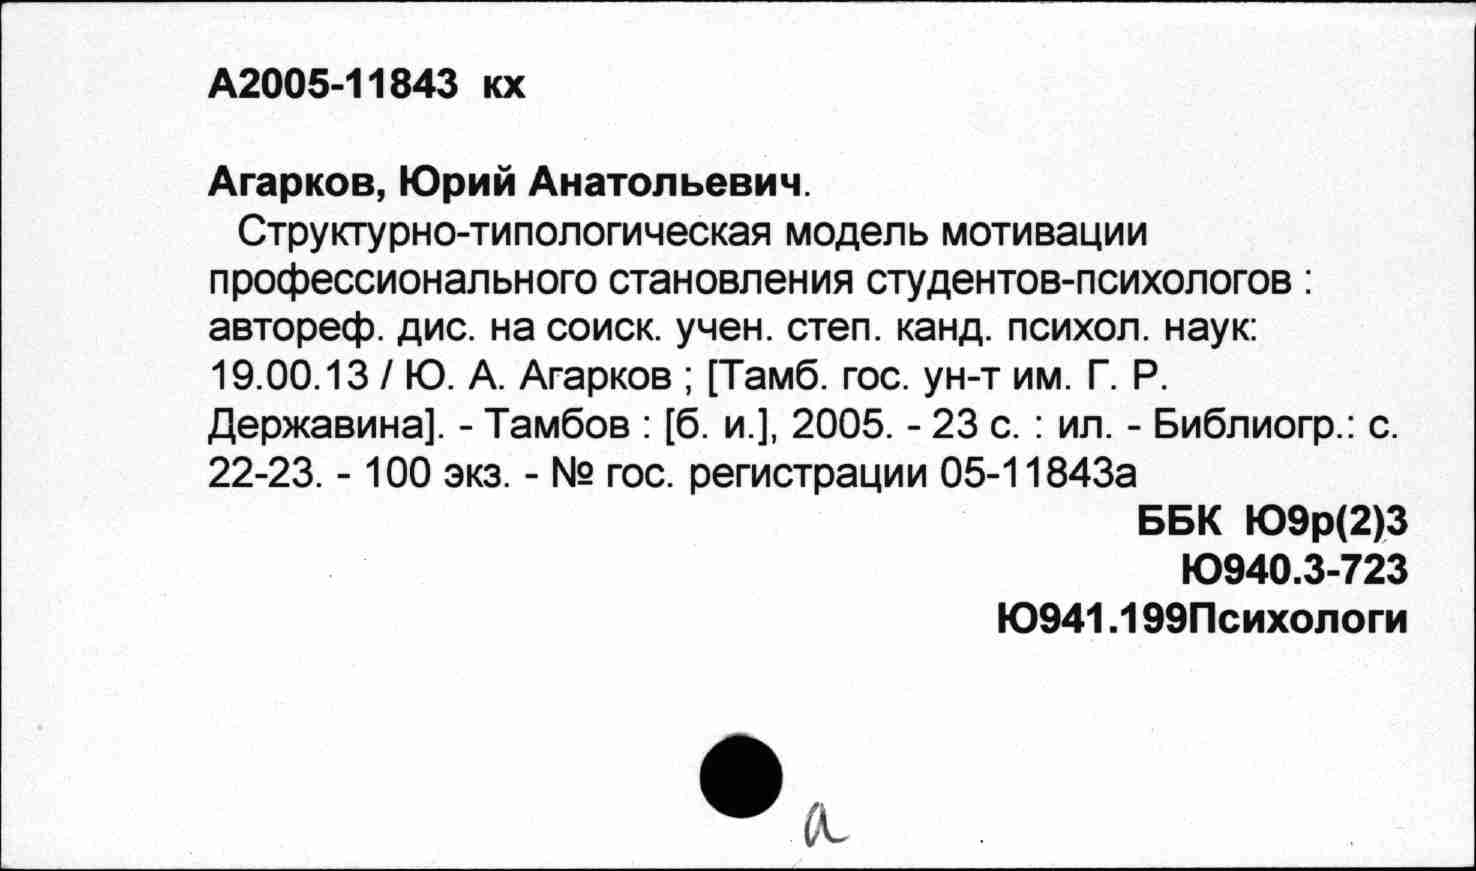 А2005-11843 кх
Агарков, Юрий Анатольевич.
Структурно-типологическая модель мотивации
профессионального становления студентов-психологов :
автореф. дис. на соиск. учен. степ. канд. психол. наук:
19.00.13 / Ю. А. Агарков ; [Тамб. гос. ун-т им. Г. Р.
Державина]. - Тамбов : [б. и.], 2005. - 23 с. : ил. - Библиогр.: с.
22-23. - 100 экз. - № гос. регистрации 05-11843а
ББК Ю9р(2)3
Ю940.3-723
Ю941.199Психологи
а